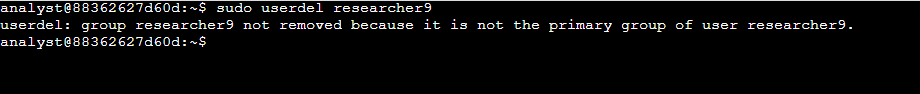 analyst@88362627d60d:~$ sudo userdel researcher9
userdel: group researcher9 not removed because it is not the primary group of user researcher9.
analyst@88362627d60d:~$